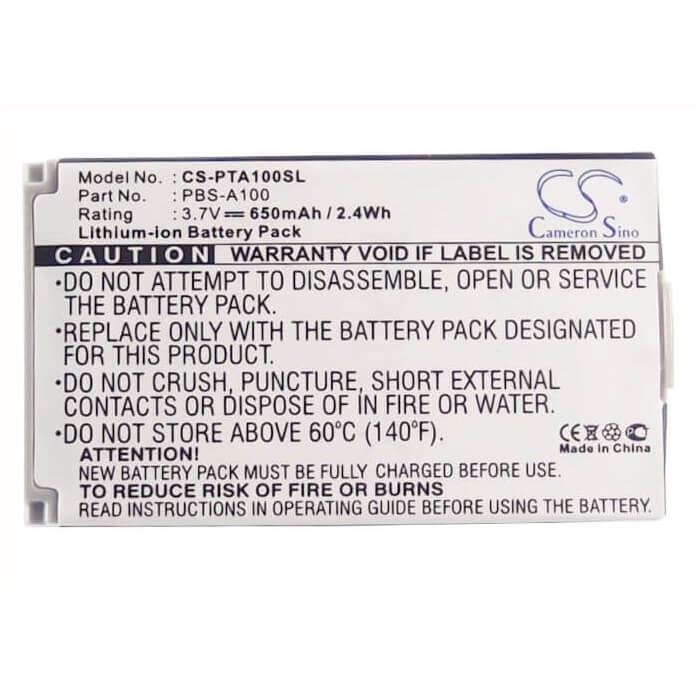 Model No. : CS-PTA100SL
Part No. : PBS-A100
Rating : 3.7V 650mAh / 2.4Wh
Lithium-ion Battery Pack
CS
Cameron Sino
CAUTION WARRANTY VOID IF LABEL IS REMOVED
•DO NOT ATTEMPT TO DISASSEMBLE, OPEN OR SERVICE
THE BATTERY PACK.
•REPLACE ONLY WITH THE BATTERY PACK DESIGNATED
FOR THIS PRODUCT.
•DO NOT CRUSH, PUNCTURE, SHORT EXTERNAL
CONTACTS OR DISPOSE OF IN FIRE OR WATER.
•DO NOT STORE ABOVE 60°C (140°F).
CE
Made in China
ATTENTION!
NEW BATTERY PACK MUST BE FULLY CHARGED BEFORE USE
TO REDUCE RISK OF FIRE OR BURNS
READ INSTRUCTIONS IN OPERATING GUIDE BEFORE USING THE BATTERY.